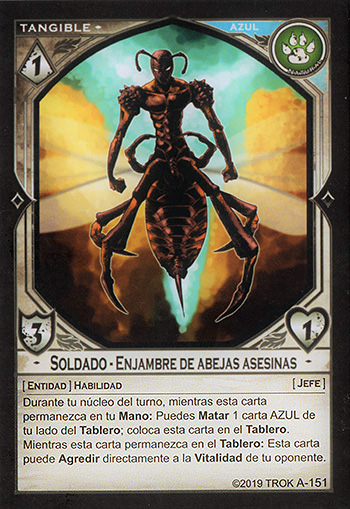 TANGIBLE
AZUL
1
NATURAL
3
1
SOLDADO - ENJAMBRE DE ABEJAS ASESINAS
[ENTIDAD] HABILIDAD [JEFE]
Durante tu núcleo del turno, mientras esta carta
permanezca en tu Mano: Puedes Matar 1 carta AZUL de
tu lado del Tablero; coloca esta carta en el Tablero.
Mientras esta carta permanezca en el Tablero: Esta carta
puede Agredir directamente a la Vitalidad de tu oponente.
©2019 TROK A-151